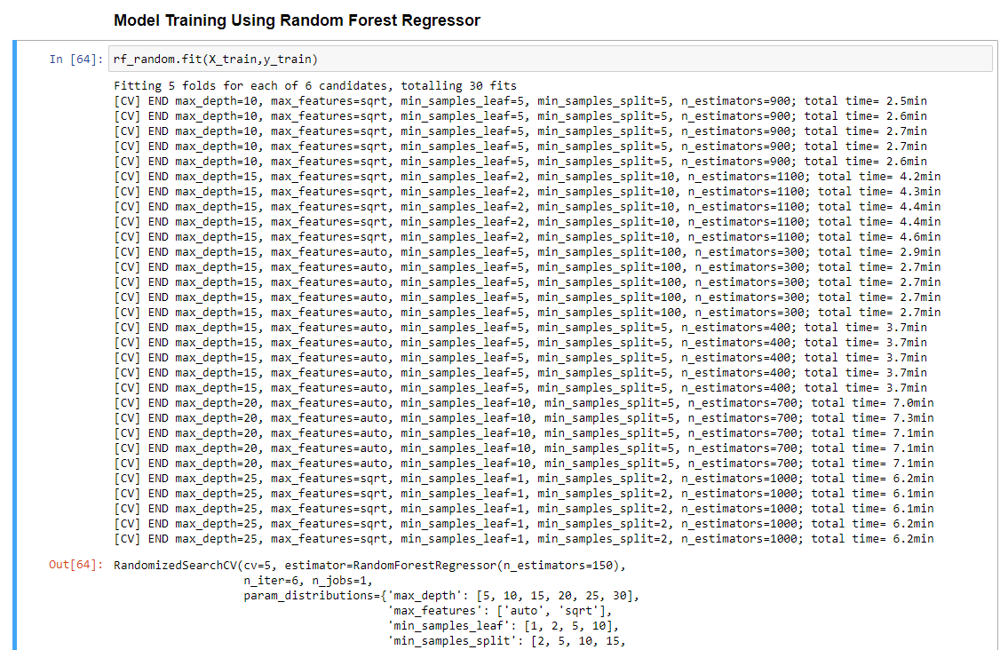 Model Training Using Random Forest Regressor
In [64]: rf_random.fit(X_train,y_train)
Fitting 5 folds for each of 6 candidates, totalling 30 fits
[CV] END max_depth=10, max_features=sqrt, min_samples_leaf=5, min_samples_split=5, n_estimators=900; total time= 2.5min
[CV] END max_depth=10, max_features=sqrt, min_samples_leaf=5, min_samples_split=5, n_estimators=900; total time= 2.6min
[CV] END max_depth=10, max_features=sqrt, min_samples_leaf=5, min_samples_split=5, n_estimators=900; total time= 2.7min
[CV] END max_depth=10, max_features=sqrt, min_samples_leaf=5, min_samples_split=5, n_estimators=900; total time= 2.7min
[CV] END max_depth=10, max_features=sqrt, min_samples_leaf=5, min_samples_split=5, n_estimators=900; total time= 2.6min
[CV] END max_depth=15, max_features=sqrt, min_samples_leaf=2, min_samples_split=10, n_estimators=1100; total time= 4.2min
[CV] END max_depth=15, max_features=sqrt, min_samples_leaf=2, min_samples_split=10, n_estimators=1100; total time= 4.3min
[CV] END max_depth=15, max_features=sqrt, min_samples_leaf=2, min_samples_split=10, n_estimators=1100; total time= 4.4min
[CV] END max_depth=15, max_features=sqrt, min_samples_leaf=2, min_samples_split=10, n_estimators=1100; total time= 4.4min
[CV] END max_depth=15, max_features=sqrt, min_samples_leaf=2, min_samples_split=10, n_estimators=1100; total time= 4.6min
[CV] END max_depth=15, max_features=auto, min_samples_leaf=5, min_samples_split=100, n_estimators=300; total time= 2.9min
[CV] END max_depth=15, max_features=auto, min_samples_leaf=5, min_samples_split=100, n_estimators=300; total time= 2.7min
[CV] END max_depth=15, max_features=auto, min_samples_leaf=5, min_samples_split=100, n_estimators=300; total time= 2.7min
[CV] END max_depth=15, max_features=auto, min_samples_leaf=5, min_samples_split=100, n_estimators=300; total time= 2.7min
[CV] END max_depth=15, max_features=auto, min_samples_leaf=5, min_samples_split=100, n_estimators=300; total time= 2.7min
[CV] END max_depth=15, max_features=auto, min_samples_leaf=5, min_samples_split=5, n_estimators=400; total time= 3.7min
[CV] END max_depth=15, max_features=auto, min_samples_leaf=5, min_samples_split=5, n_estimators=400; total time= 3.7min
[CV] END max_depth=15, max_features=auto, min_samples_leaf=5, min_samples_split=5, n_estimators=400; total time= 3.7min
[CV] END max_depth=15, max_features=auto, min_samples_leaf=5, min_samples_split=5, n_estimators=400; total time= 3.7min
[CV] END max_depth=15, max_features=auto, min_samples_leaf=5, min_samples_split=5, n_estimators=400; total time= 3.7min
[CV] END max_depth=20, max_features=auto, min_samples_leaf=10, min_samples_split=5, n_estimators=700; total time= 7.0min
[CV] END max_depth=20, max_features=auto, min_samples_leaf=10, min_samples_split=5, n_estimators=700; total time= 7.3min
[CV] END max_depth=20, max_features=auto, min_samples_leaf=10, min_samples_split=5, n_estimators=700; total time= 7.1min
[CV] END max_depth=20, max_features=auto, min_samples_leaf=10, min_samples_split=5, n_estimators=700; total time= 7.1min
[CV] END max_depth=20, max_features=auto, min_samples_leaf=10, min_samples_split=5, n_estimators=700; total time= 7.1min
[CV] END max_depth=25, max_features=sqrt, min_samples_leaf=1, min_samples_split=2, n_estimators=1000; total time= 6.2min
[CV] END max_depth=25, max_features=sqrt, min_samples_leaf=1, min_samples_split=2, n_estimators=1000; total time= 6.1min
[CV] END max_depth=25, max_features=sqrt, min_samples_leaf=1, min_samples_split=2, n_estimators=1000; total time= 6.1min
[CV] END max_depth=25, max_features=sqrt, min_samples_leaf=1, min_samples_split=2, n_estimators=1000; total time= 6.2min
[CV] END max_depth=25, max_features=sqrt, min_samples_leaf=1, min_samples_split=2, n_estimators=1000; total time= 6.2min
Out[64]: RandomizedSearchCV(cv=5, estimator=RandomForestRegressor(n_estimators=150),
n_iter=6, n_jobs=1,
param_distributions={'max_depth': [5, 10, 15, 20, 25, 30],
'max_features': ['auto', 'sqrt'],
'min_samples_leaf': [1, 2, 5, 10],
'min_samples_split': [2, 5, 10, 15,